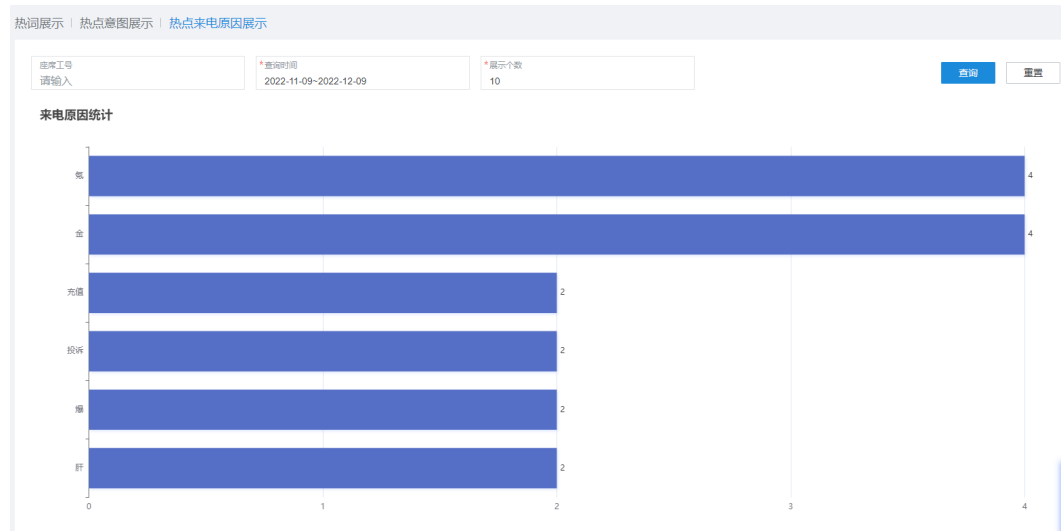 热词展示 | 热点意图展示 | 热点来电原因展示
座席工号
请输入
*查询时间
2022-11-09~2022-12-09
*展示个数
10
查询
重置
来电原因统计
氪 4
金 4
充值 2
投诉 2
爆 2
肝 2
0 1 2 3 4